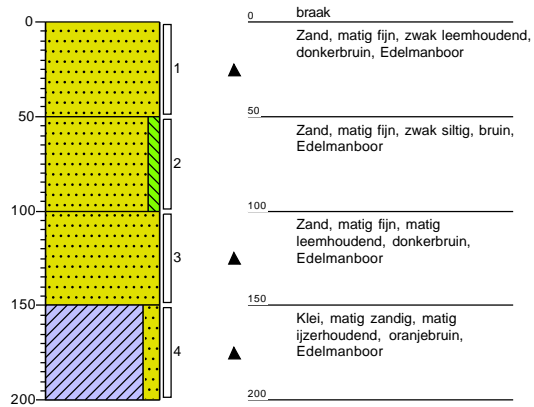 braak
0
0
Zand, matig fijn, zwak leemhoudend,
donkerbruin, Edelmanboor
1
50
50
Zand, matig fijn, zwak siltig, bruin,
Edelmanboor
2
100
100
Zand, matig fijn, matig
leemhoudend, donkerbruin,
Edelmanboor
3
150
150
Klei, matig zandig, matig
ijzerhoudend, oranjebruin,
Edelmanboor
4
200
200